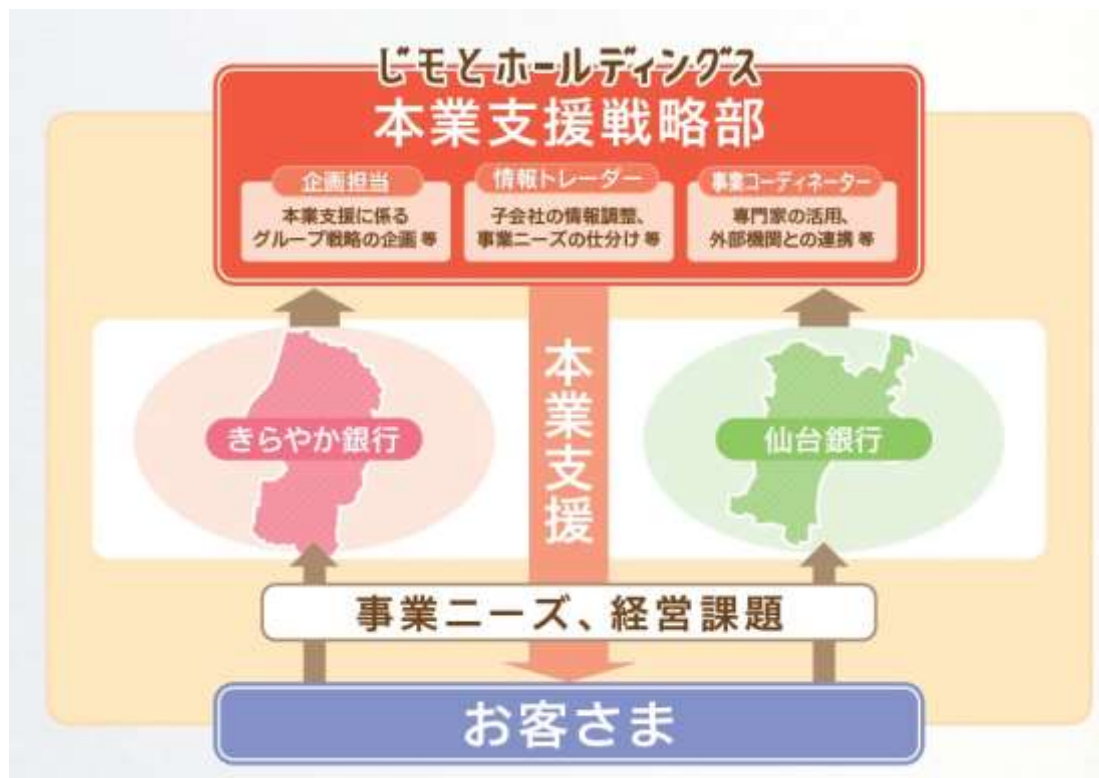 じモとホールディングス
本業支援戦略部
企画担当
本業支援に係る
グループ戦略の企画 等
情報トレーダー
子会社の情報調整、
事業ニーズの仕分け 等
事業コーディネーター
専門家の活用、
外部機関との連携 等
きらやか銀行
本業支援
仙台銀行
事業ニーズ、経営課題
お客さま